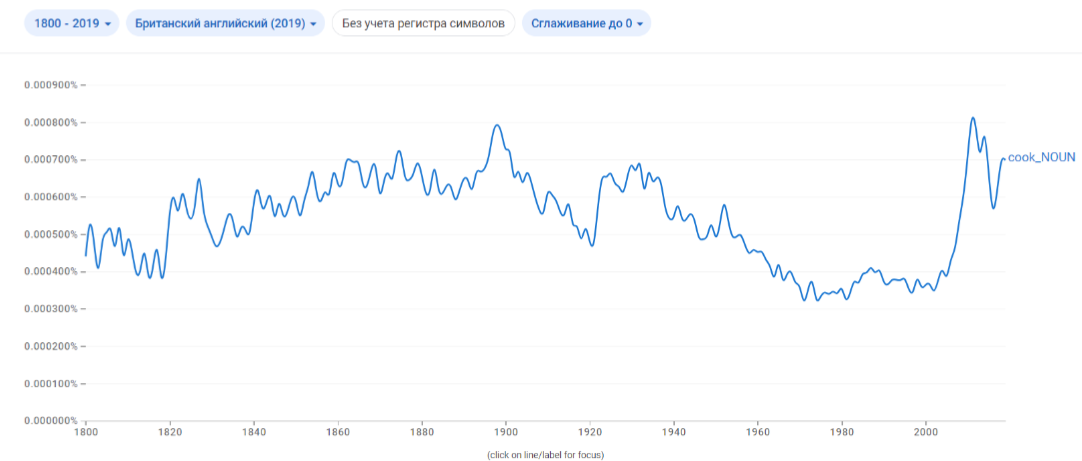 1800 - 2019 Британский английский (2019) Без учета регистра символов Сглаживание до 0
0.000900%
0.000800%
0.000700%
cook_NOUN
0.000600%
0.000500%
0.000400%
0.000300%
0.000200%
0.000100%
0.000000%
1800 1820 1840 1860 1880 1900 1920 1940 1960 1980 2000
(click on line/label for focus)